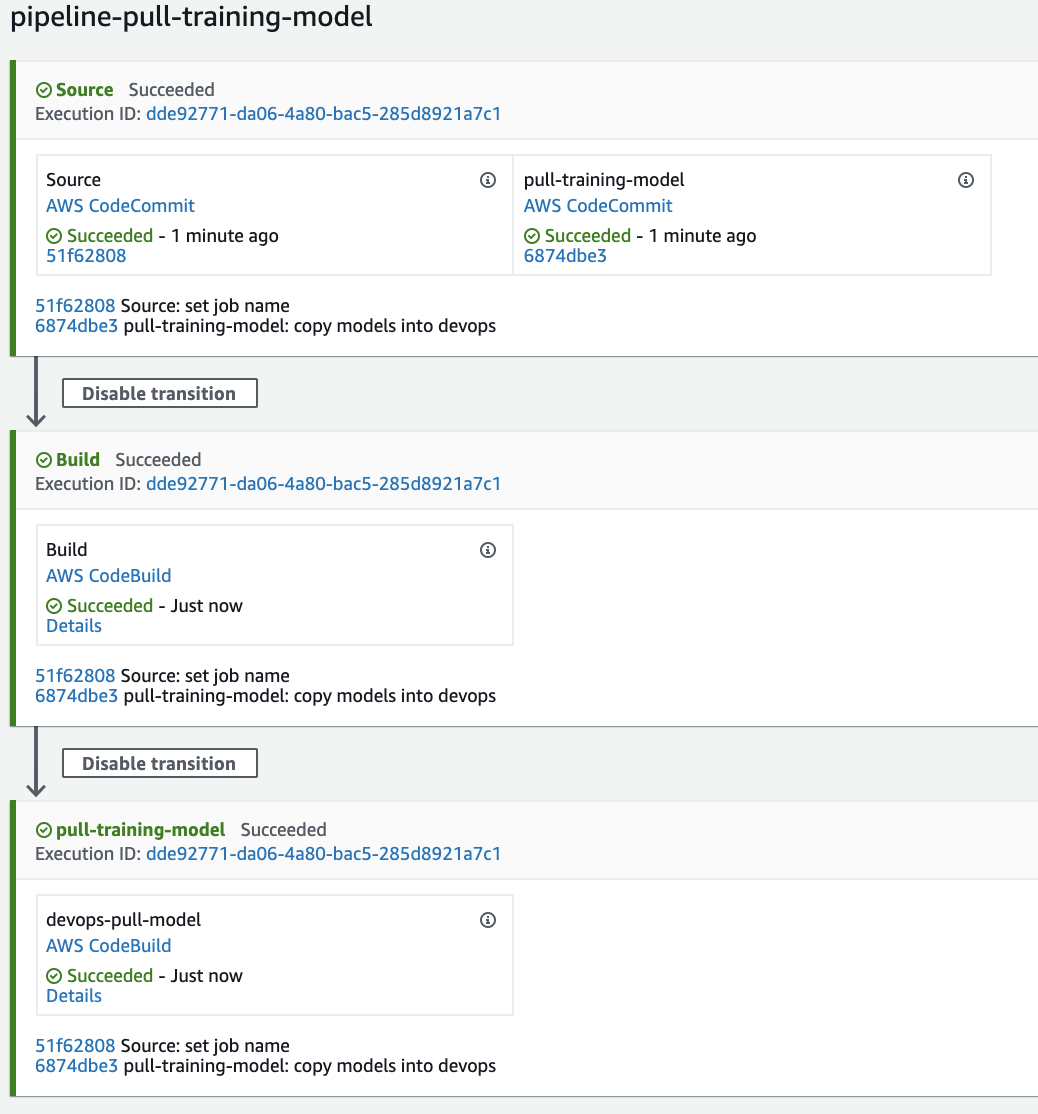 pipeline-pull-training-model
Source Succeeded
Execution ID: dde92771-da06-4a80-bac5-285d8921a7c1
Source
AWS CodeCommit
Succeeded - 1 minute ago
51f62808
pull-training-model
AWS CodeCommit
Succeeded - 1 minute ago
6874dbe3
51f62808 Source: set job name
6874dbe3 pull-training-model: copy models into devops
Disable transition
Build Succeeded
Execution ID: dde92771-da06-4a80-bac5-285d8921a7c1
Build
AWS CodeBuild
Succeeded - Just now
Details
51f62808 Source: set job name
6874dbe3 pull-training-model: copy models into devops
Disable transition
pull-training-model Succeeded
Execution ID: dde92771-da06-4a80-bac5-285d8921a7c1
devops-pull-model
AWS CodeBuild
Succeeded - Just now
Details
51f62808 Source: set job name
6874dbe3 pull-training-model: copy models into devops